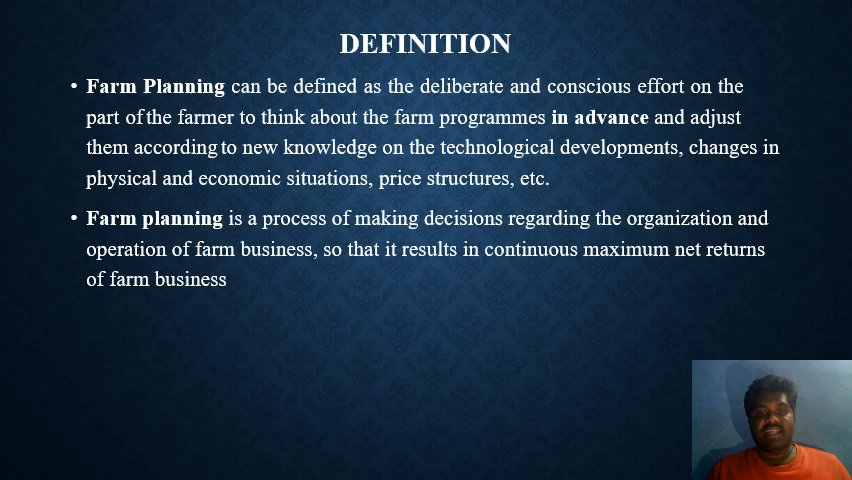 DEFINITION
• Farm Planning can be defined as the deliberate and conscious effort on the
part of the farmer to think about the farm programmes in advance and adjust
them according to new knowledge on the technological developments, changes in
physical and economic situations, price structures, etc.
• Farm planning is a process of making decisions regarding the organization and
operation of farm business, so that it results in continuous maximum net returns
of farm business